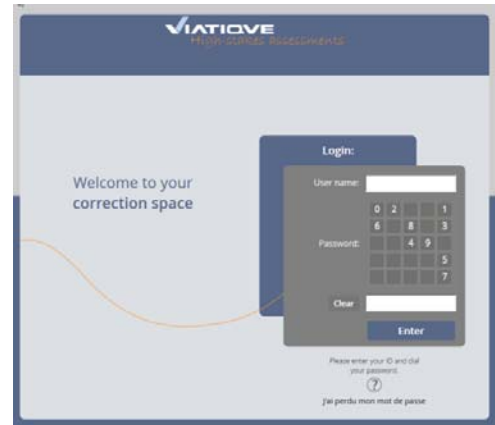 VIATIQUE
High-stakes assessments
Welcome to your
correction space
Login:
User name:
0 2 1
6 8 3
Password:
4 9
5
7
Clear
Enter
Please enter your ID and dial
your password.
?
J'ai perdu mon mot de passe